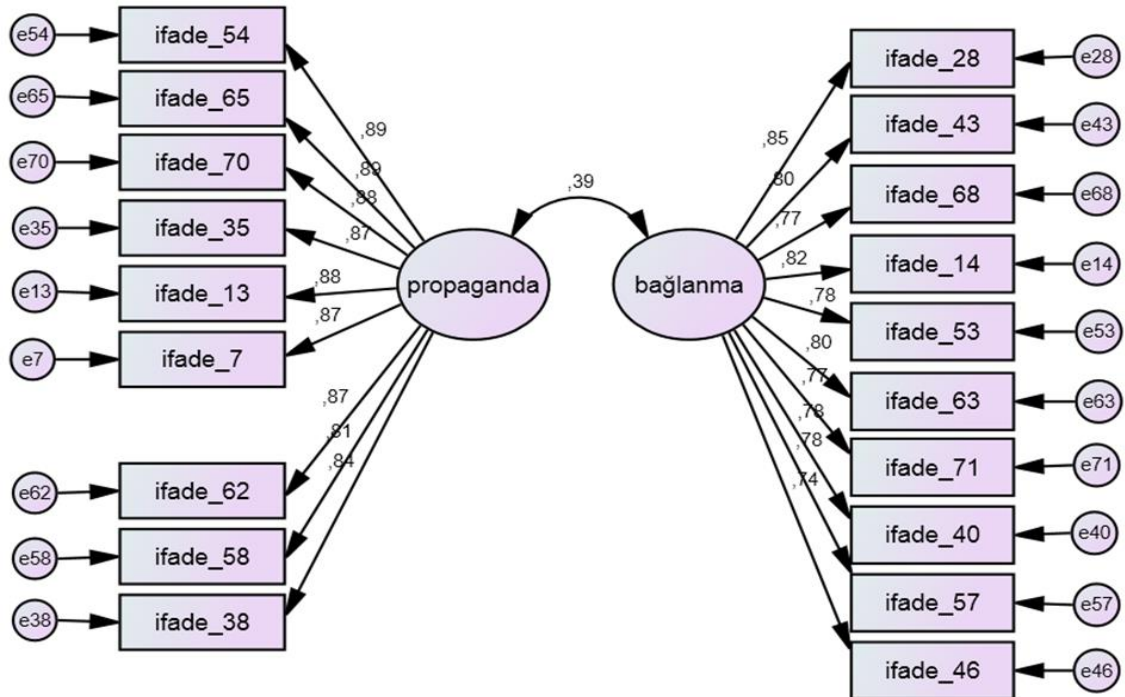 e54
ifade_54
e65
ifade_65
e70
ifade_70
e35
ifade_35
e13
ifade_13
e7
ifade_7
e62
ifade_62
e58
ifade_58
e38
ifade_38
,89
,89
,88
,87
,88
,87
,87
,81
,84
propaganda
,39
bağlanma
,85
,80
,77
,82
,78
,80
,77
,78
,78
,74
ifade_28
e28
ifade_43
e43
ifade_68
e68
ifade_14
e14
ifade_53
e53
ifade_63
e63
ifade_71
e71
ifade_40
e40
ifade_57
e57
ifade_46
e46